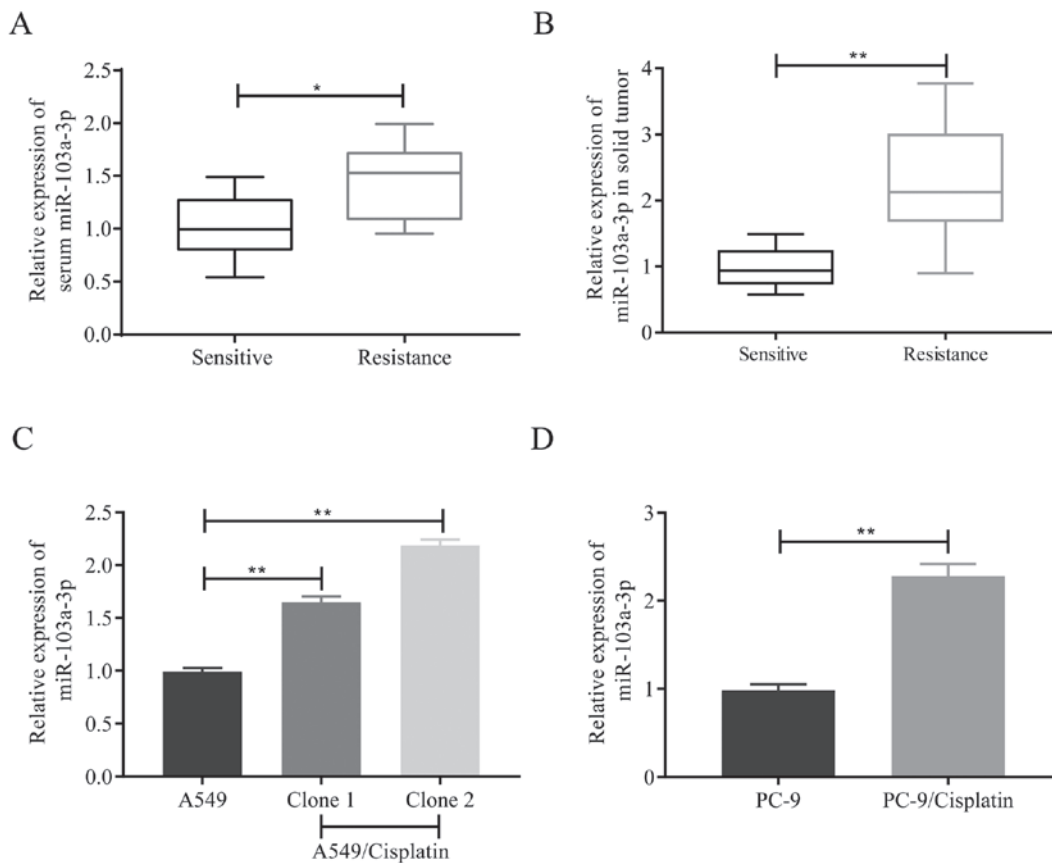 A
Relative expression of
serum miR-103a-3p
2.5
2.0
1.5
1.0
0.5
0.0
*
Sensitive
Resistance
B
Relative expression of
miR-103a-3p in solid tumor
4
3
2
1
0
**
Sensitive
Resistance
C
Relative expression of
miR-103a-3p
2.5
2.0
1.5
1.0
0.5
0.0
**
**
A549
Clone 1
Clone 2
A549/Cisplatin
D
Relative expression of
miR-103a-3p
3
2
1
0
**
PC-9
PC-9/Cisplatin